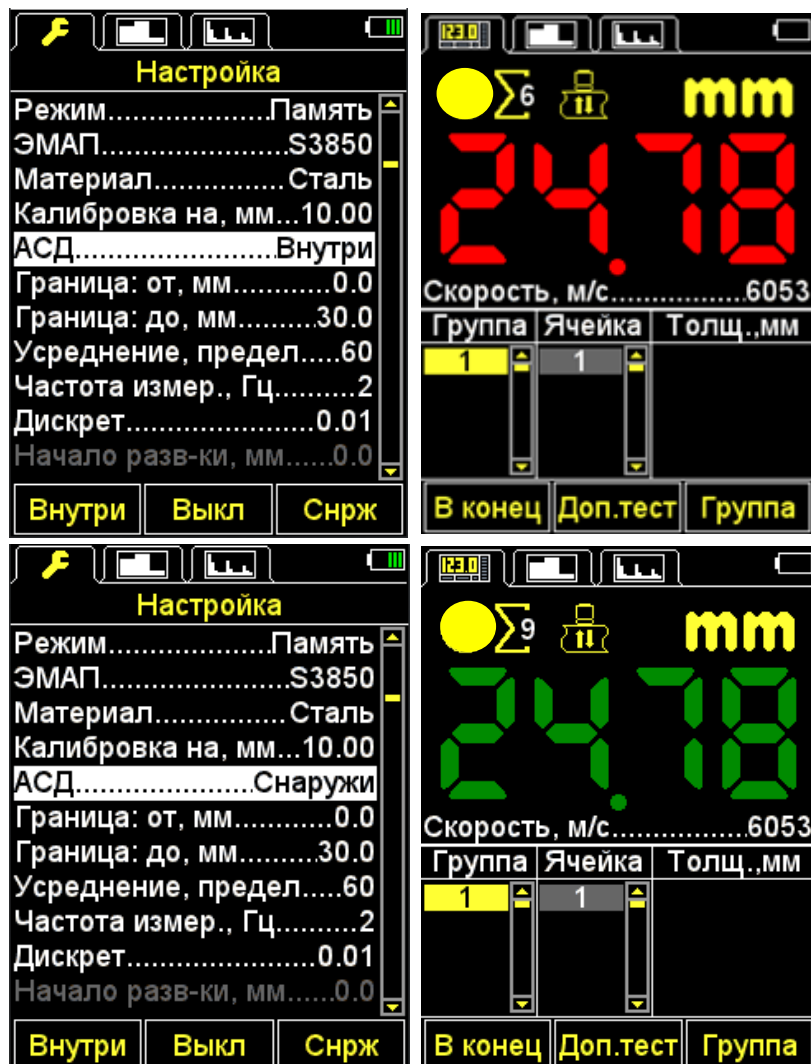 Настройка
Режим....................Память
ЭМАП.......................S3850
Материал................Сталь
Калибровка на, мм...10.00
АСД.........................Внутри
Граница: от, мм............0.0
Граница: до, мм..........30.0
Усреднение, предел.....60
Частота измер., Гц..........2
Дискрет.....................0.01
Начало разв-ки, мм......0.0
Внутри Выкл Снрж
123.0
Σ6 mm
24.78
Скорость, м/с.................6053
Группа Ячейка Толщ.,мм
1 1
В конец Доп.тест Группа
Настройка
Режим....................Память
ЭМАП.......................S3850
Материал................Сталь
Калибровка на, мм...10.00
АСД......................Снаружи
Граница: от, мм............0.0
Граница: до, мм..........30.0
Усреднение, предел.....60
Частота измер., Гц..........2
Дискрет.....................0.01
Начало разв-ки, мм......0.0
Внутри Выкл Снрж
123.0
Σ9 mm
24.78
Скорость, м/с.................6053
Группа Ячейка Толщ.,мм
1 1
В конец Доп.тест Группа